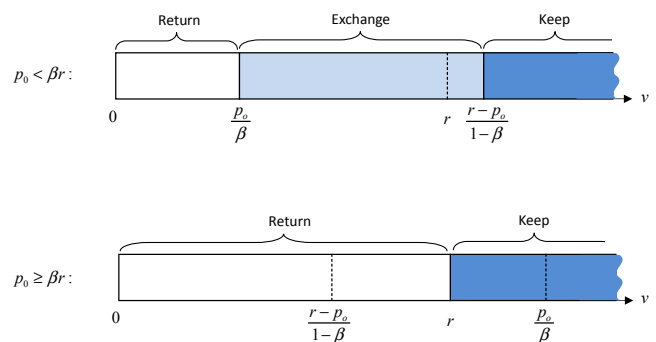 Return Exchange Keep
p₀ < βr :
0 pₒ/β r (r − pₒ)/(1 − β) v
Return Keep
p₀ ≥ βr :
0 (r − pₒ)/(1 − β) r pₒ/β v